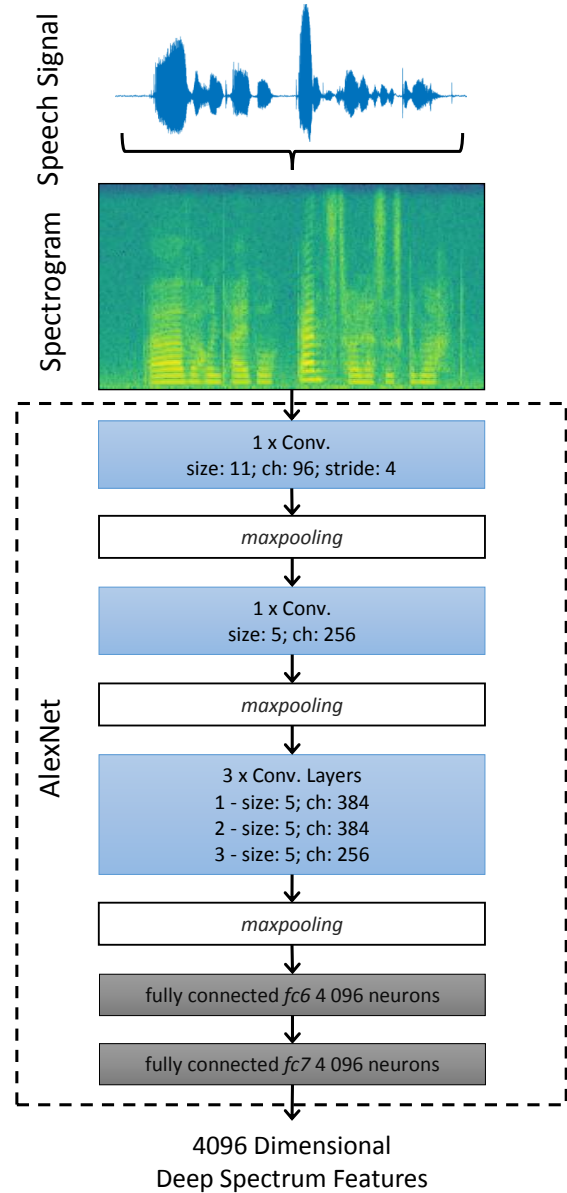 Speech Signal
Spectrogram
AlexNet
1 x Conv.
size: 11; ch: 96; stride: 4
maxpooling
1 x Conv.
size: 5; ch: 256
maxpooling
3 x Conv. Layers
1 - size: 5; ch: 384
2 - size: 5; ch: 384
3 - size: 5; ch: 256
maxpooling
fully connected fc6 4 096 neurons
fully connected fc7 4 096 neurons
4096 Dimensional
Deep Spectrum Features